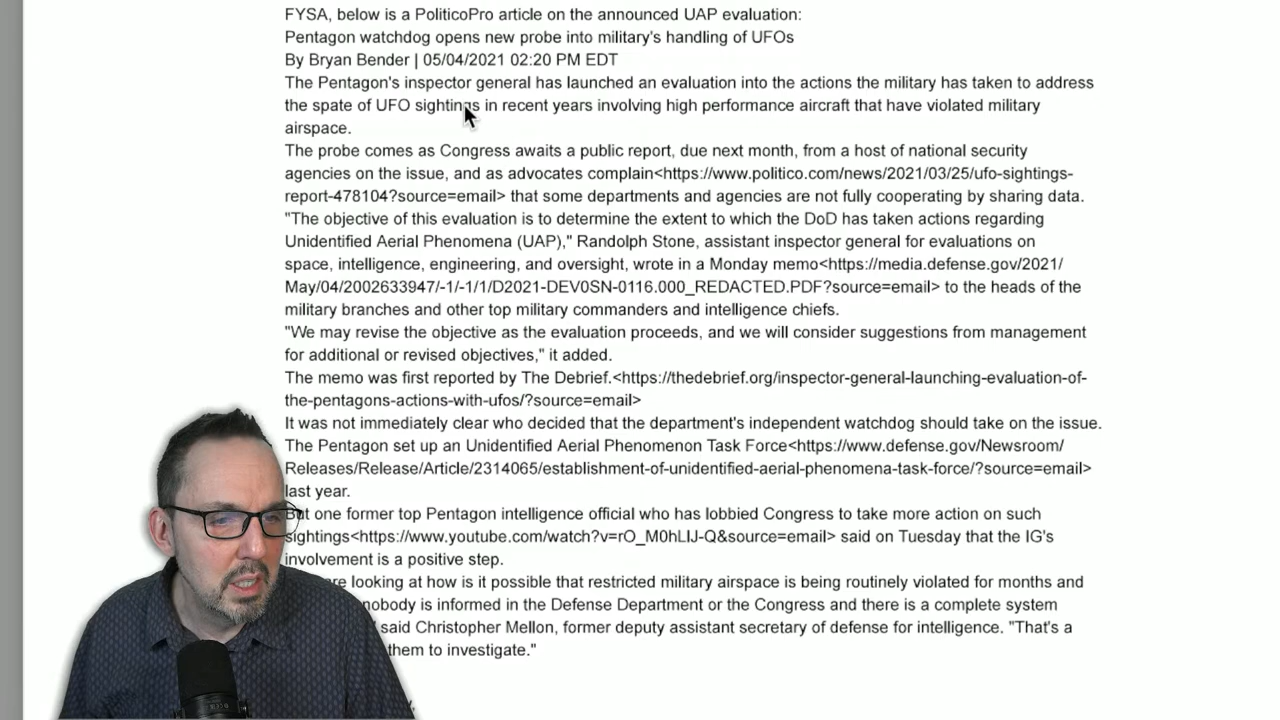 FYSA, below is a PoliticoPro article on the announced UAP evaluation:
Pentagon watchdog opens new probe into military's handling of UFOs
By Bryan Bender | 05/04/2021 02:20 PM EDT
The Pentagon's inspector general has launched an evaluation into the actions the military has taken to address
the spate of UFO sightings in recent years involving high performance aircraft that have violated military
airspace.
The probe comes as Congress awaits a public report, due next month, from a host of national security
agencies on the issue, and as advocates complain<https://www.politico.com/news/2021/03/25/ufo-sightings-
report-478104?source=email> that some departments and agencies are not fully cooperating by sharing data.
"The objective of this evaluation is to determine the extent to which the DoD has taken actions regarding
Unidentified Aerial Phenomena (UAP)," Randolph Stone, assistant inspector general for evaluations on
space, intelligence, engineering, and oversight, wrote in a Monday memo<https://media.defense.gov/2021/
May/04/2002633947/-1/-1/1/D2021-DEV0SN-0116.000_REDACTED.PDF?source=email> to the heads of the
military branches and other top military commanders and intelligence chiefs.
"We may revise the objective as the evaluation proceeds, and we will consider suggestions from management
for additional or revised objectives," it added.
The memo was first reported by The Debrief.<https://thedebrief.org/inspector-general-launching-evaluation-of-
the-pentagons-actions-with-ufos/?source=email>
It was not immediately clear who decided that the department's independent watchdog should take on the issue.
The Pentagon set up an Unidentified Aerial Phenomenon Task Force<https://www.defense.gov/Newsroom/
Releases/Release/Article/2314065/establishment-of-unidentified-aerial-phenomena-task-force/?source=email>
last year.
But one former top Pentagon intelligence official who has lobbied Congress to take more action on such
sightings<https://www.youtube.com/watch?v=rO_M0hLIJ-Q&source=email> said on Tuesday that the IG's
involvement is a positive step.
looking at how is it possible that restricted military airspace is being routinely violated for months and
nobody is informed in the Defense Department or the Congress and there is a complete system
said Christopher Mellon, former deputy assistant secretary of defense for intelligence. "That's a
them to investigate."